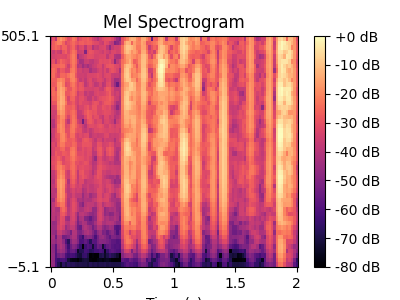 Mel Spectrogram
505.1
−5.1
0
0.5
1
1.5
2
+0 dB
-10 dB
-20 dB
-30 dB
-40 dB
-50 dB
-60 dB
-70 dB
-80 dB